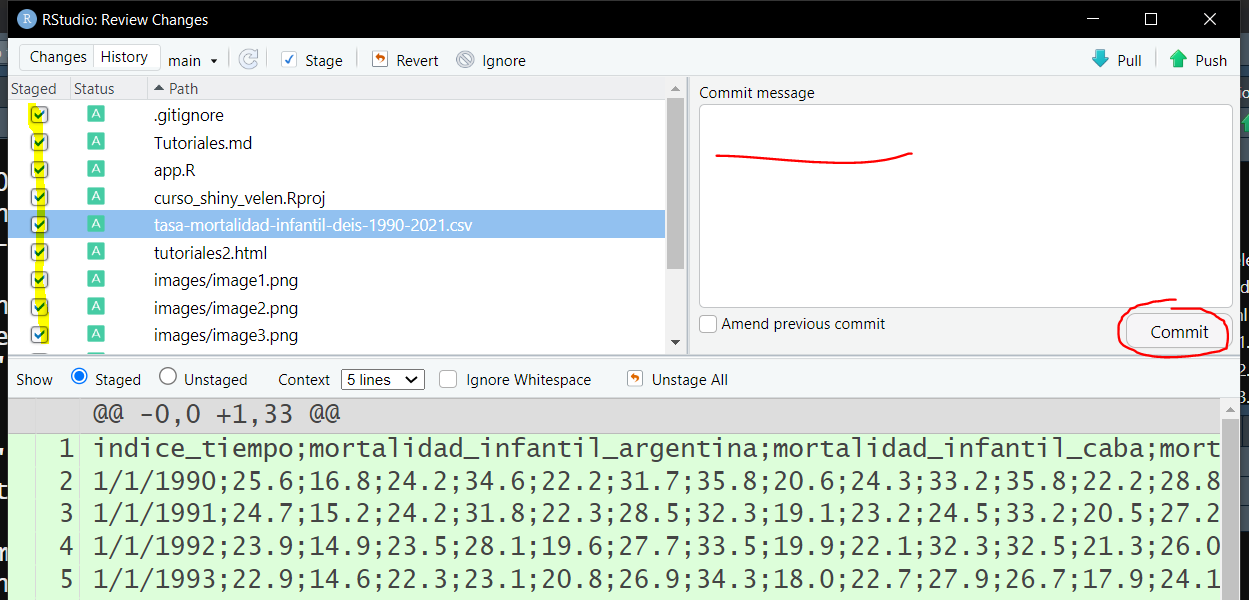 R RStudio: Review Changes
Changes History main Stage Revert Ignore Pull Push
Staged Status Path
A .gitignore
A Tutoriales.md
A app.R
A curso_shiny_velen.Rproj
A tasa-mortalidad-infantil-deis-1990-2021.csv
A tutoriales2.html
A images/image1.png
A images/image2.png
A images/image3.png
Commit message
Amend previous commit
Commit
Show Staged Unstaged Context 5 lines Ignore Whitespace Unstage All
@@ -0,0 +1,33 @@
1 indice_tiempo;mortalidad_infantil_argentina;mortalidad_infantil_caba;mort
2 1/1/1990;25.6;16.8;24.2;34.6;22.2;31.7;35.8;20.6;24.3;33.2;35.8;22.2;28.8
3 1/1/1991;24.7;15.2;24.2;31.8;22.3;28.5;32.3;19.1;23.2;24.5;33.2;20.5;27.2
4 1/1/1992;23.9;14.9;23.5;28.1;19.6;27.7;33.5;19.9;22.1;32.3;32.5;21.3;26.0
5 1/1/1993;22.9;14.6;22.3;23.1;20.8;26.9;34.3;18.0;22.7;27.9;26.7;17.9;24.1